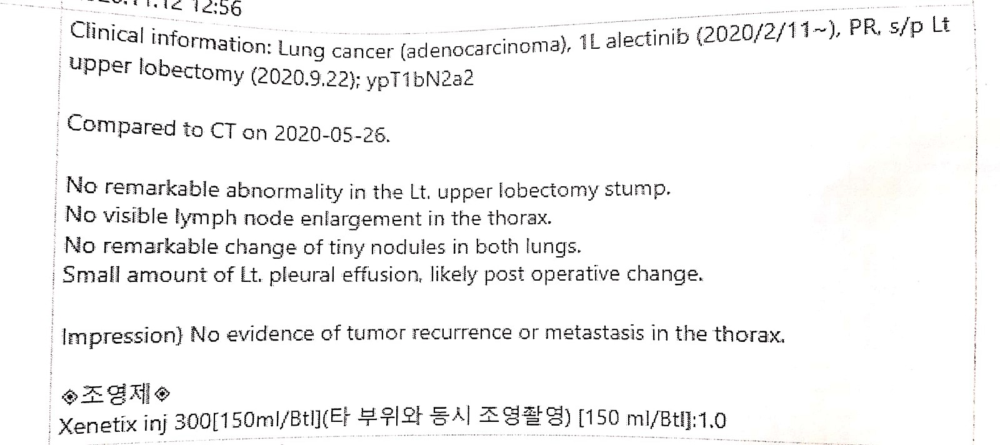 12:56
Clinical information: Lung cancer (adenocarcinoma), 1L alectinib (2020/2/11~), PR, s/p Lt
upper lobectomy (2020.9.22); ypT1bN2a2
Compared to CT on 2020-05-26.
No remarkable abnormality in the Lt. upper lobectomy stump.
No visible lymph node enlargement in the thorax.
No remarkable change of tiny nodules in both lungs.
Small amount of Lt. pleural effusion, likely post operative change.
Impression) No evidence of tumor recurrence or metastasis in the thorax.
◈조영제◈
Xenetix inj 300[150ml/Btl](타 부위와 동시 조영촬영) [150 ml/Btl]:1.0